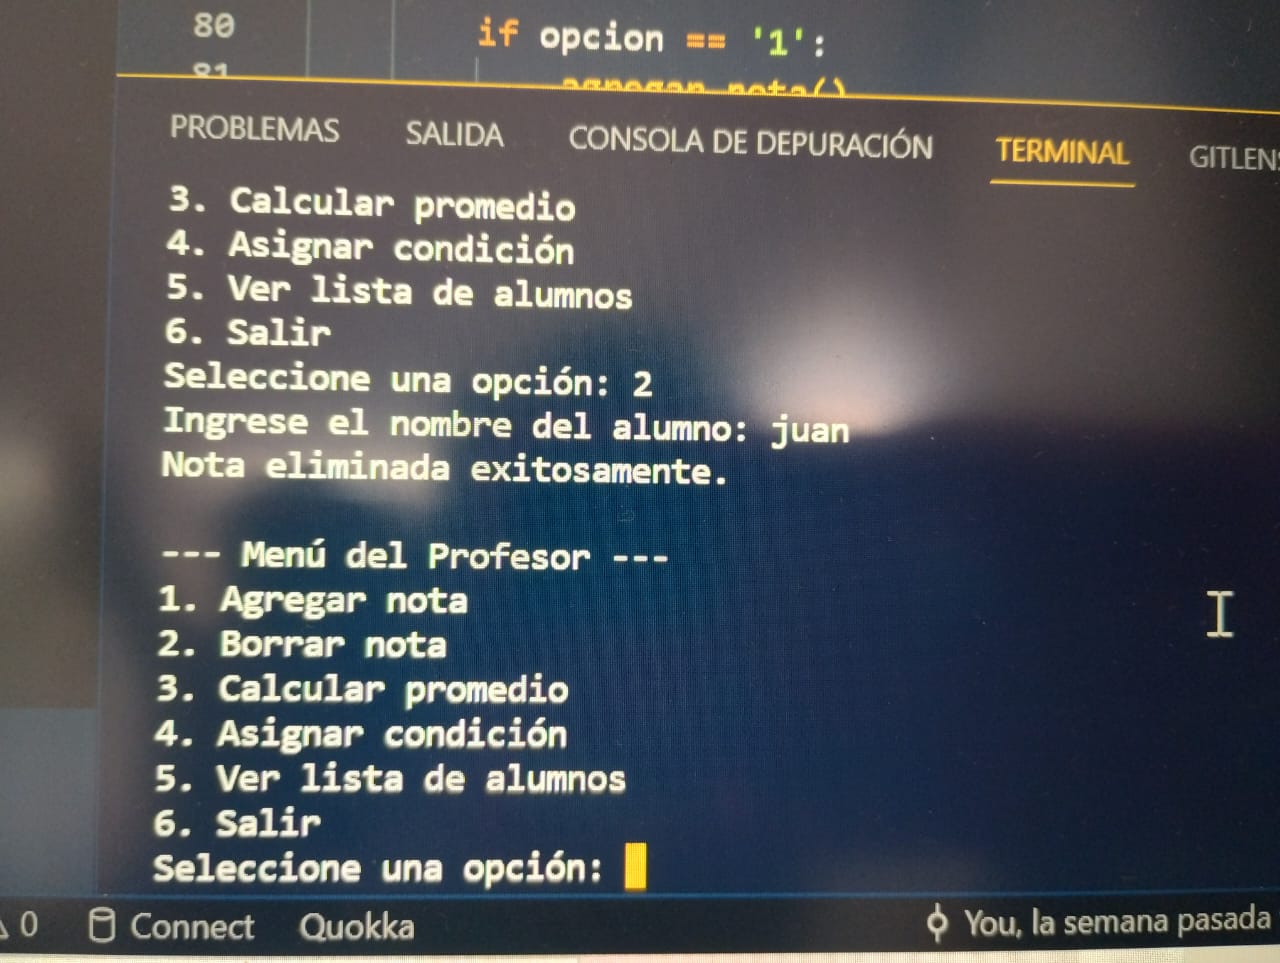 80 if opcion == '1':
81 agregar_nota()
PROBLEMAS SALIDA CONSOLA DE DEPURACIÓN TERMINAL GITLENS
3. Calcular promedio
4. Asignar condición
5. Ver lista de alumnos
6. Salir
Seleccione una opción: 2
Ingrese el nombre del alumno: juan
Nota eliminada exitosamente.
--- Menú del Profesor ---
1. Agregar nota
2. Borrar nota
3. Calcular promedio
4. Asignar condición
5. Ver lista de alumnos
6. Salir
Seleccione una opción:
0 Connect Quokka You, la semana pasada